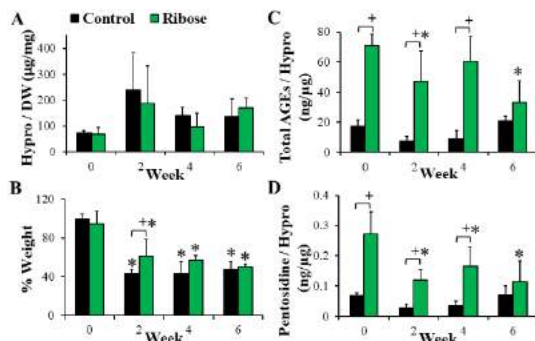 A
Control
Ribose
Hypro / DW (µg/mg)
400
300
200
100
0
0 2 4 6
Week
B
% Weight
120
80
40
0
+*
* * * * *
0 2 4 6
Week
C
Total AGEs / Hypro (ng/µg)
80
60
40
20
0
+ +* + *
0 2 4 6
Week
D
Pentosidine / Hypro (ng/µg)
0.4
0.3
0.2
0.1
0
+ +* +* *
0 2 4 6
Week